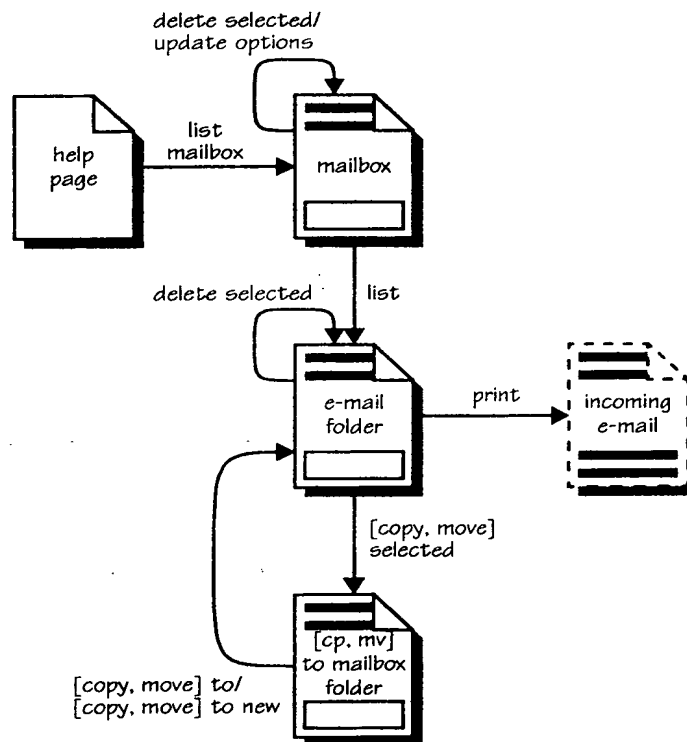 delete selected/
update options
help
page
list
mailbox
mailbox
delete selected
list
e-mail
folder
print
incoming
e-mail
[copy, move]
selected
[cp, mv]
to mailbox
folder
[copy, move] to/
[copy, move] to new